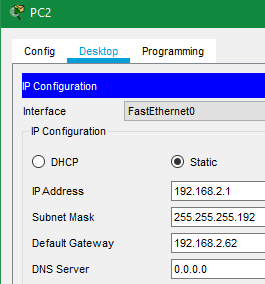 PC2
Config Desktop Programming
IP Configuration
Interface FastEthernet0
IP Configuration
DHCP Static
IP Address 192.168.2.1
Subnet Mask 255.255.255.192
Default Gateway 192.168.2.62
DNS Server 0.0.0.0